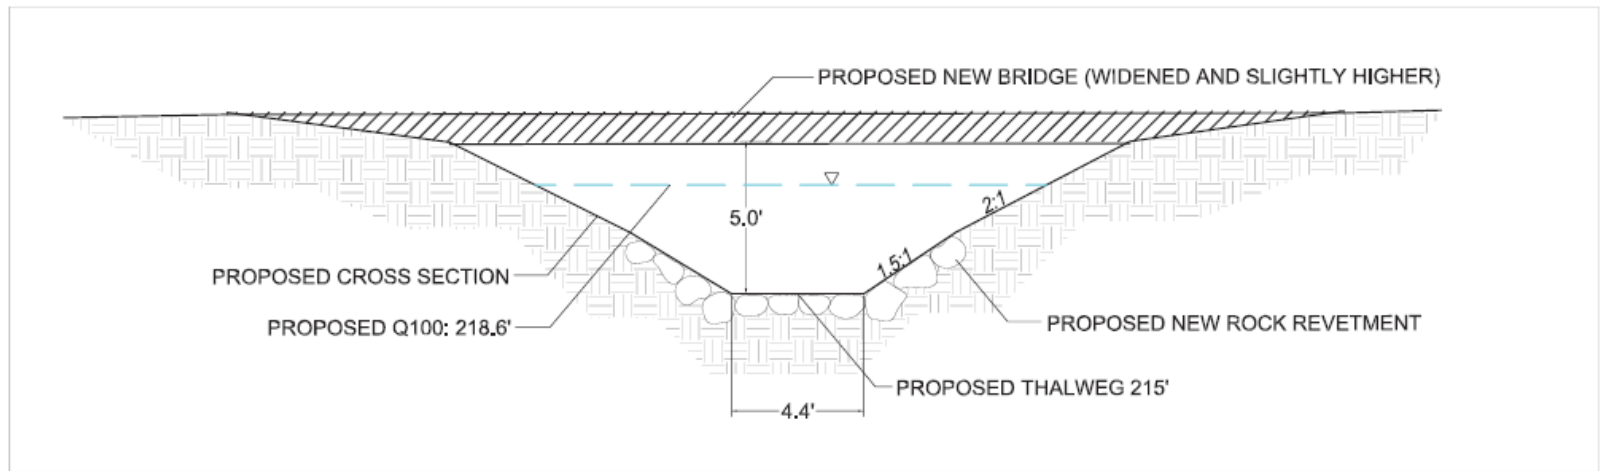 PROPOSED NEW BRIDGE (WIDENED AND SLIGHTLY HIGHER)
2:1
5.0'
1.5:1
PROPOSED CROSS SECTION
PROPOSED Q100: 218.6'
PROPOSED NEW ROCK REVETMENT
PROPOSED THALWEG 215'
4.4'